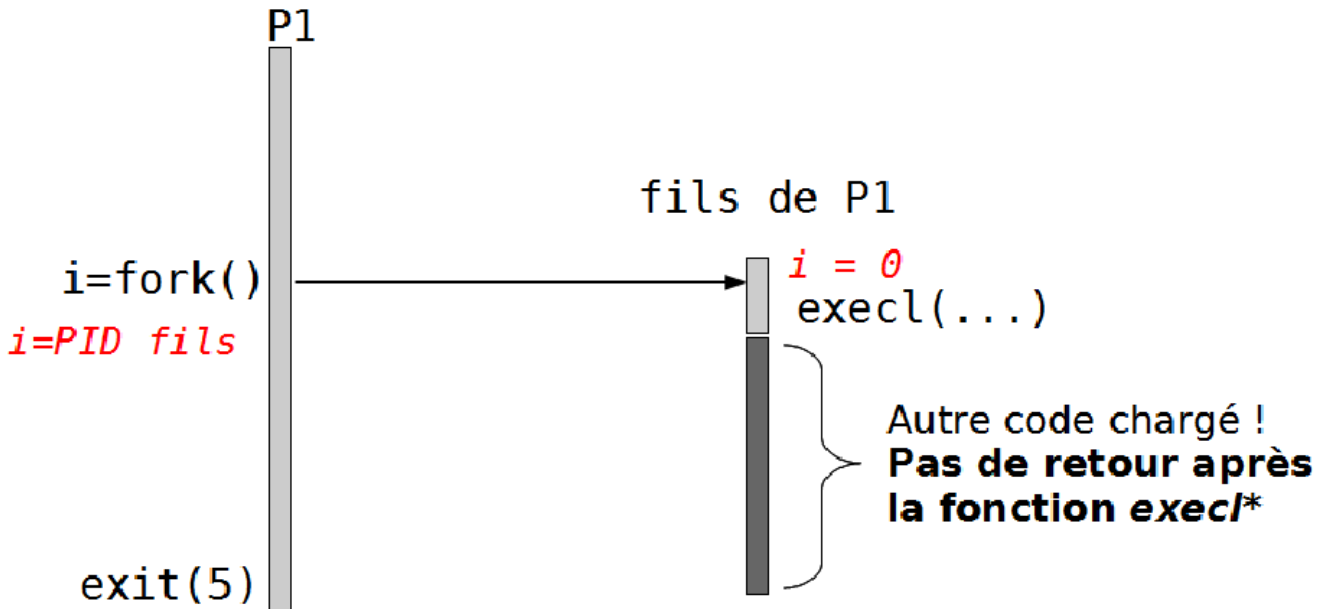 P1
fils de P1
i=fork()
i = 0
execl(...)
i=PID fils
Autre code chargé !
Pas de retour après
la fonction execl*
exit(5)